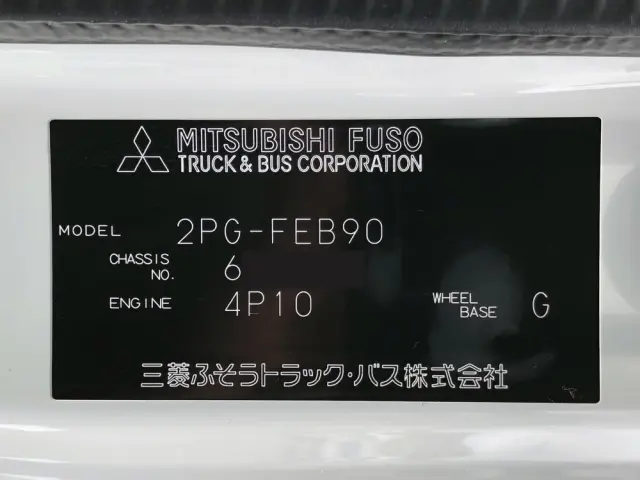 MITSUBISHI FUSO
TRUCK & BUS CORPORATION
MODEL 2PG-FEB90
CHASSIS NO. 6
ENGINE 4P10 WHEEL BASE G
三菱ふそうトラック・バス株式会社